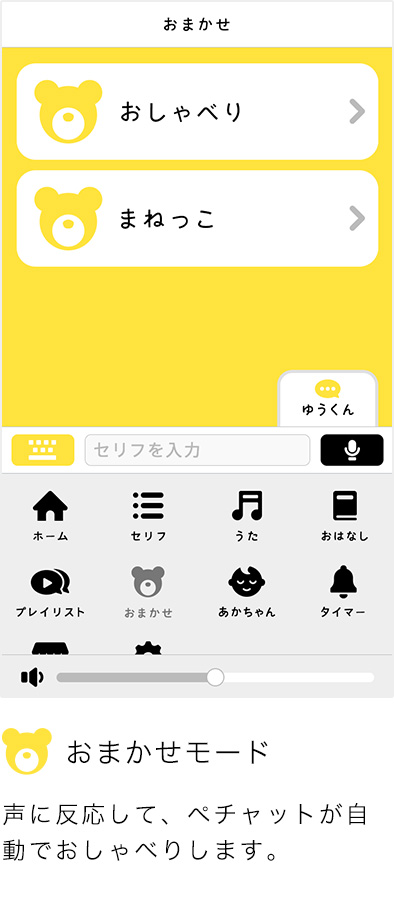 おまかせ
おしゃべり
まねっこ
ゆうくん
セリフを入力
ホーム
セリフ
うた
おはなし
プレイリスト
おまかせ
あかちゃん
タイマー
おまかせモード
声に反応して、ペチャットが自
動でおしゃべりします。